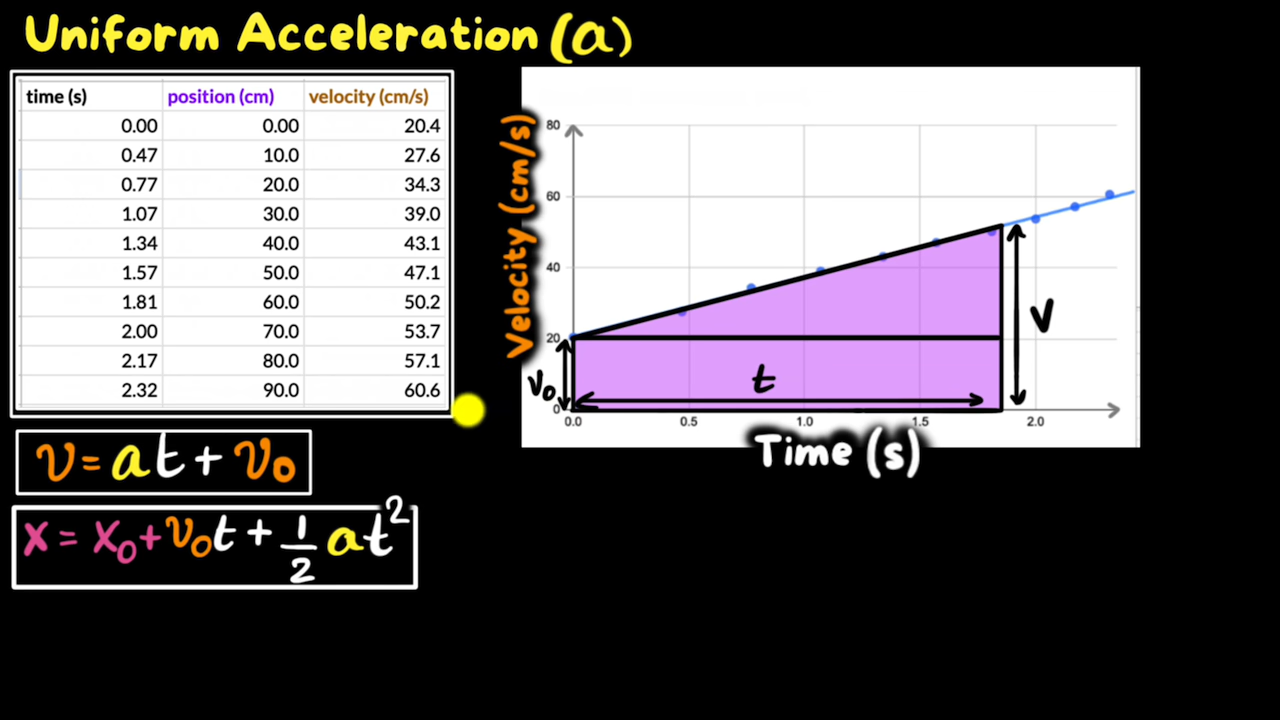 Uniform Acceleration (a)
time (s) position (cm) velocity (cm/s)
0.00 0.00 20.4
0.47 10.0 27.6
0.77 20.0 34.3
1.07 30.0 39.0
1.34 40.0 43.1
1.57 50.0 47.1
1.81 60.0 50.2
2.00 70.0 53.7
2.17 80.0 57.1
2.32 90.0 60.6
v = at + v₀
x = x₀ + v₀t + 1/2 at²
Velocity (cm/s)
80
60
40
20
0
v₀
t
v
0.0 0.5 1.0 1.5 2.0
Time (s)